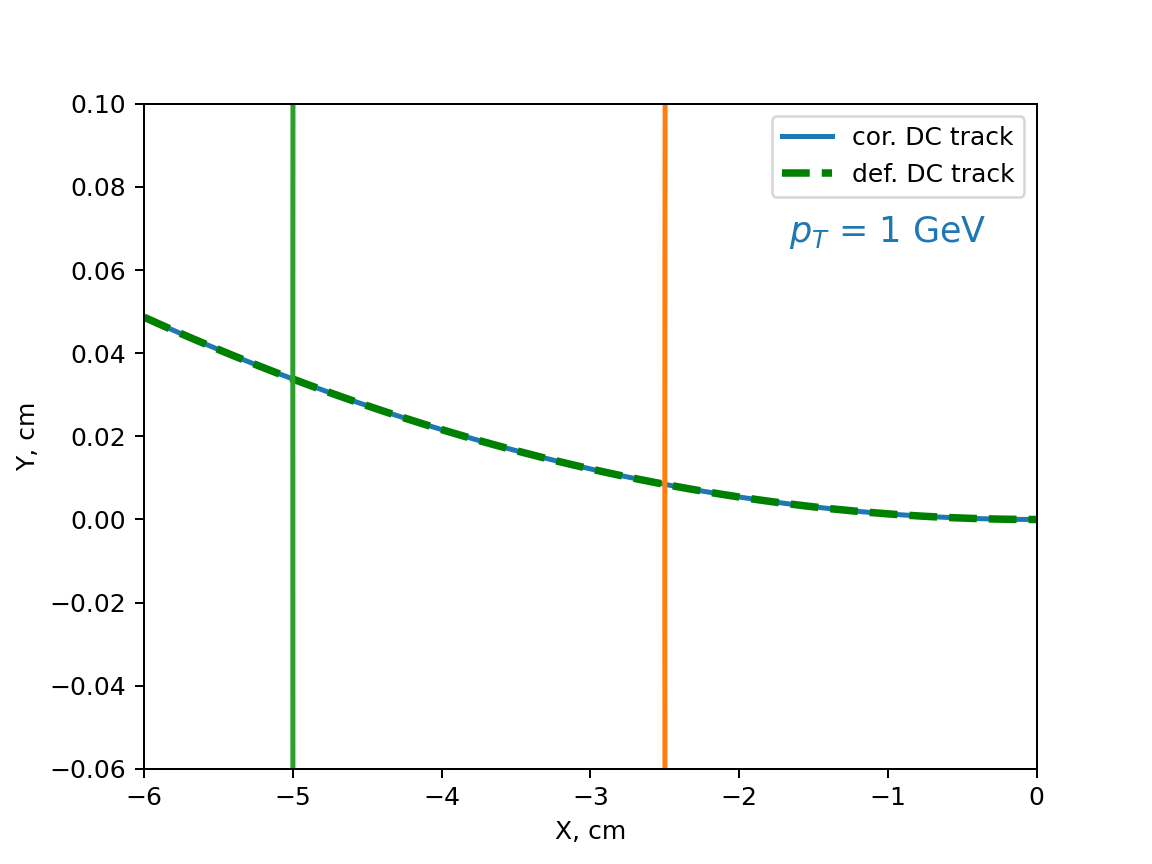 0.10
0.08
0.06
0.04
0.02
0.00
−0.02
−0.04
−0.06
Y, cm
cor. DC track
def. DC track
pT = 1 GeV
−6 −5 −4 −3 −2 −1 0
X, cm